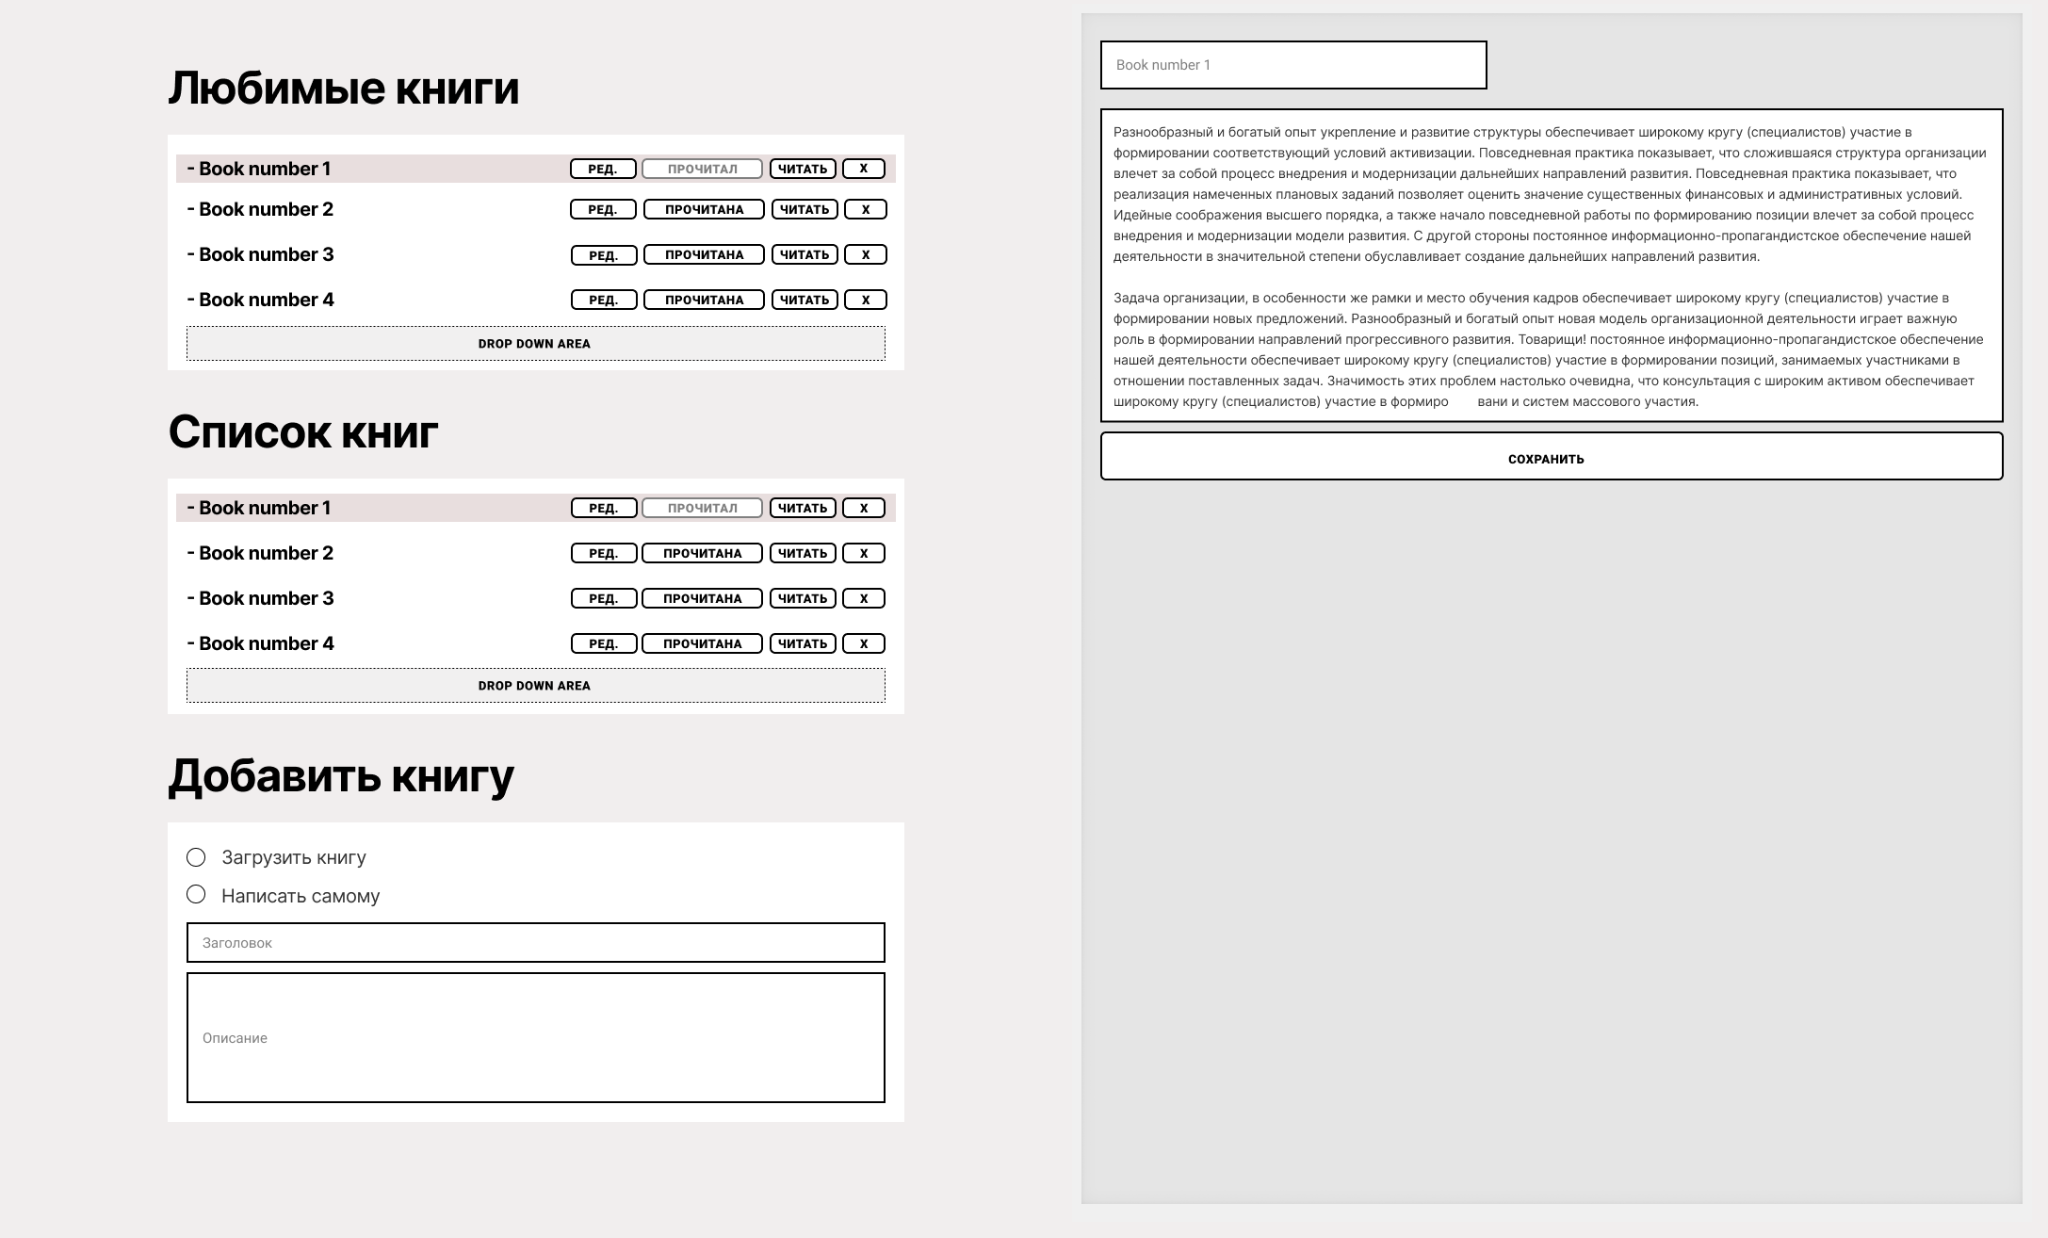 Любимые книги
- Book number 1 РЕД. ПРОЧИТАЛ ЧИТАТЬ X
- Book number 2 РЕД. ПРОЧИТАНА ЧИТАТЬ X
- Book number 3 РЕД. ПРОЧИТАНА ЧИТАТЬ X
- Book number 4 РЕД. ПРОЧИТАНА ЧИТАТЬ X
DROP DOWN AREA
Список книг
- Book number 1 РЕД. ПРОЧИТАЛ ЧИТАТЬ X
- Book number 2 РЕД. ПРОЧИТАНА ЧИТАТЬ X
- Book number 3 РЕД. ПРОЧИТАНА ЧИТАТЬ X
- Book number 4 РЕД. ПРОЧИТАНА ЧИТАТЬ X
DROP DOWN AREA
Добавить книгу
Загрузить книгу
Написать самому
Заголовок
Описание
Book number 1
Разнообразный и богатый опыт укрепление и развитие структуры обеспечивает широкому кругу (специалистов) участие в
формировании соответствующий условий активизации. Повседневная практика показывает, что сложившаяся структура организации
влечет за собой процесс внедрения и модернизации дальнейших направлений развития. Повседневная практика показывает, что
реализация намеченных плановых заданий позволяет оценить значение существенных финансовых и административных условий.
Идейные соображения высшего порядка, а также начало повседневной работы по формированию позиции влечет за собой процесс
внедрения и модернизации модели развития. С другой стороны постоянное информационно-пропагандистское обеспечение нашей
деятельности в значительной степени обуславливает создание дальнейших направлений развития.
Задача организации, в особенности же рамки и место обучения кадров обеспечивает широкому кругу (специалистов) участие в
формировании новых предложений. Разнообразный и богатый опыт новая модель организационной деятельности играет важную
роль в формировании направлений прогрессивного развития. Товарищи! постоянное информационно-пропагандистское обеспечение
нашей деятельности обеспечивает широкому кругу (специалистов) участие в формировании позиций, занимаемых участниками в
отношении поставленных задач. Значимость этих проблем настолько очевидна, что консультация с широким активом обеспечивает
широкому кругу (специалистов) участие в формиро вани и систем массового участия.
СОХРАНИТЬ